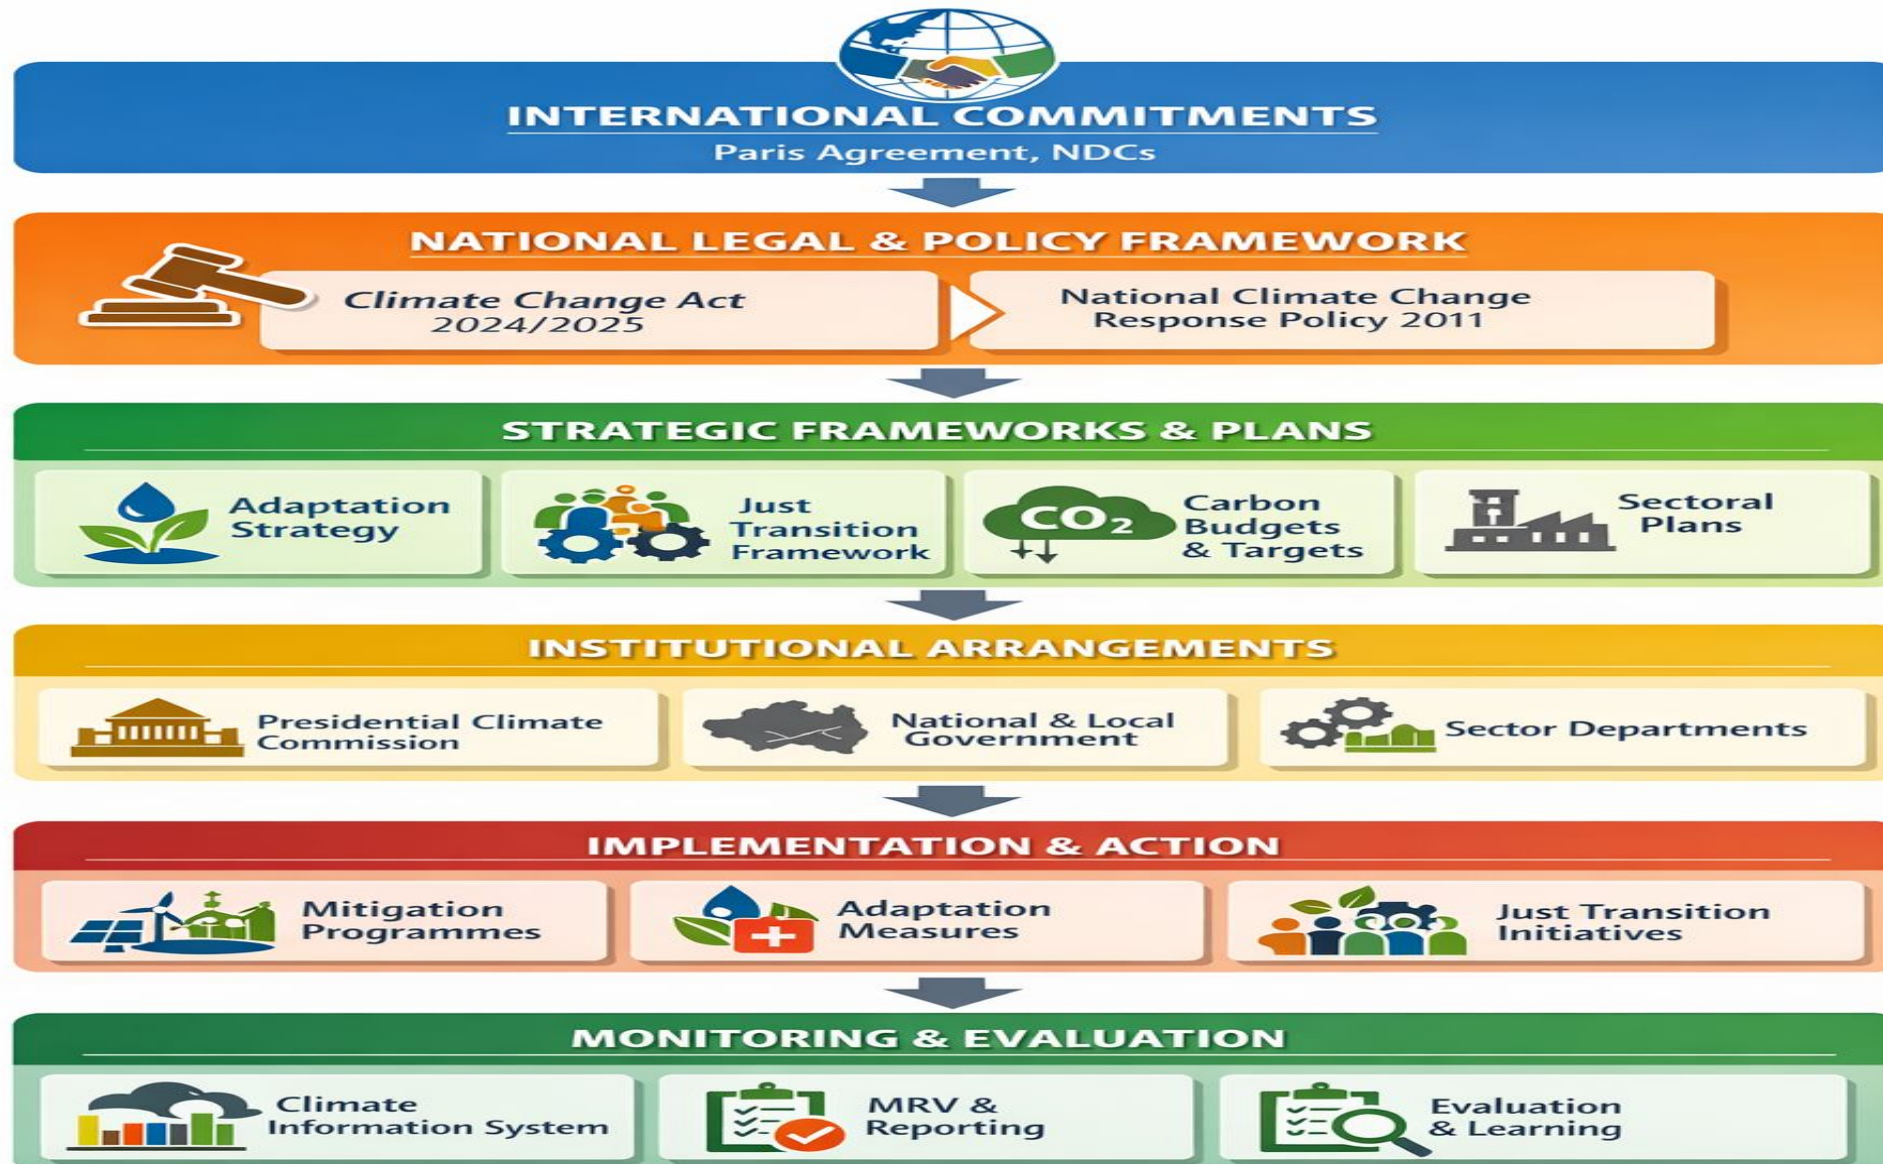 INTERNATIONAL COMMITMENTS
Paris Agreement, NDCs
NATIONAL LEGAL & POLICY FRAMEWORK
Climate Change Act
2024/2025
National Climate Change
Response Policy 2011
STRATEGIC FRAMEWORKS & PLANS
Adaptation
Strategy
Just
Transition
Framework
CO₂
Carbon
Budgets
& Targets
Sectoral
Plans
INSTITUTIONAL ARRANGEMENTS
Presidential Climate
Commission
National & Local
Government
Sector Departments
IMPLEMENTATION & ACTION
Mitigation
Programmes
Adaptation
Measures
Just Transition
Initiatives
MONITORING & EVALUATION
Climate
Information System
MRV &
Reporting
Evaluation
& Learning